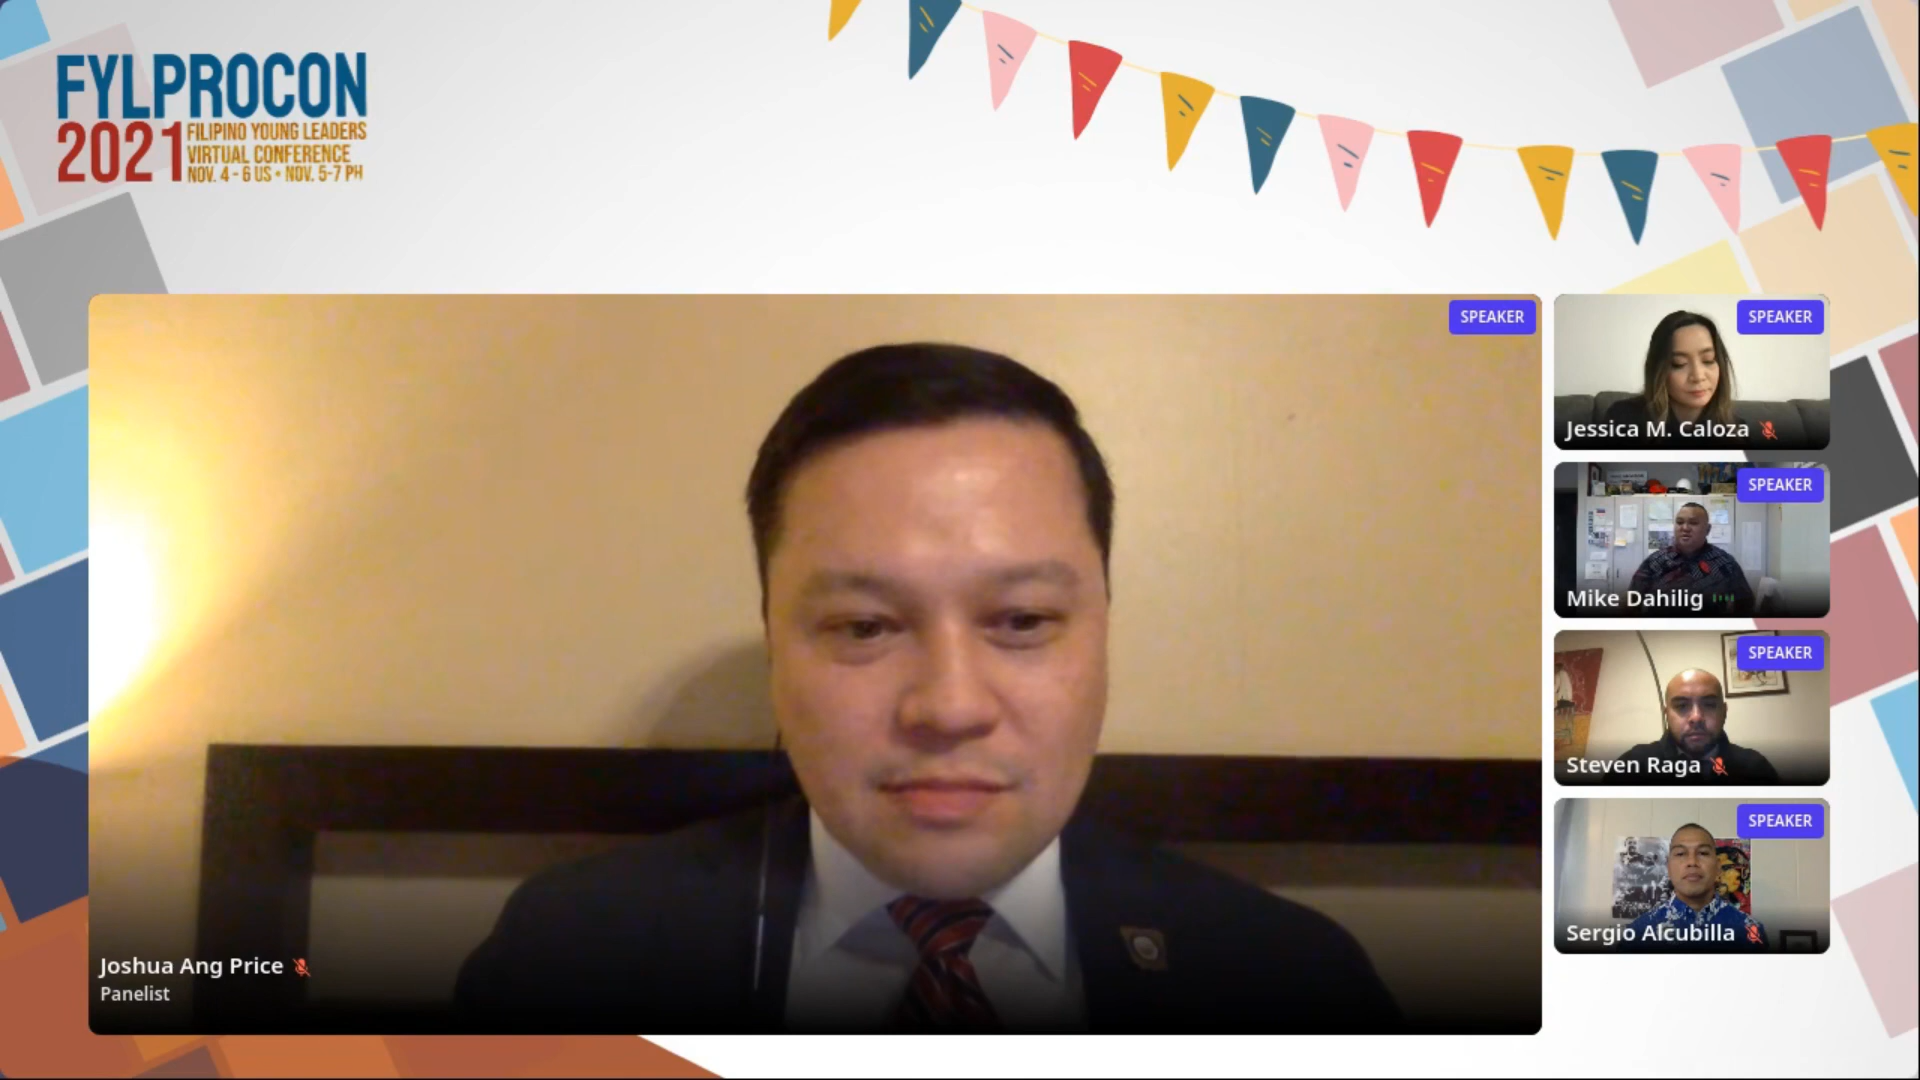 FYLPROCON
2021 FILIPINO YOUNG LEADERS
VIRTUAL CONFERENCE
NOV. 4 - 6 US • NOV. 5-7 PH
SPEAKER
Joshua Ang Price
Panelist
SPEAKER
Jessica M. Caloza
SPEAKER
Mike Dahilig
SPEAKER
Steven Raga
SPEAKER
Sergio Alcubilla